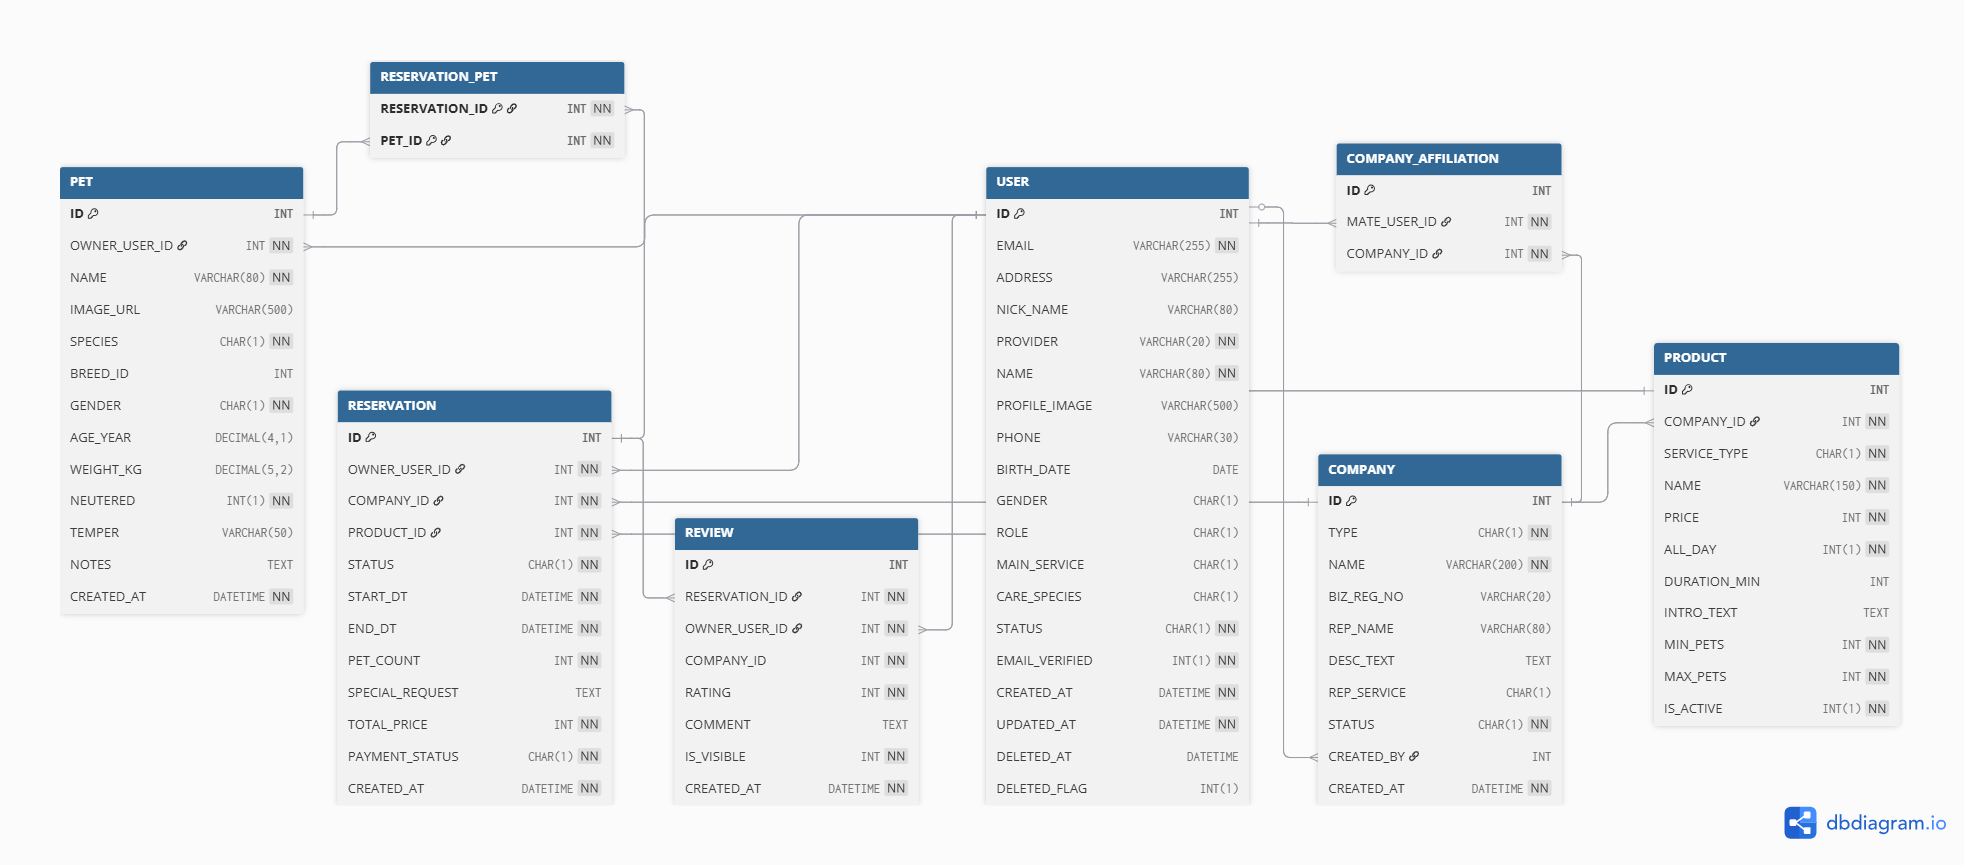 RESERVATION_PET
RESERVATION_ID INT NN
PET_ID INT NN
PET
ID INT
OWNER_USER_ID INT NN
NAME VARCHAR(80) NN
IMAGE_URL VARCHAR(500)
SPECIES CHAR(1) NN
BREED_ID INT
GENDER CHAR(1) NN
AGE_YEAR DECIMAL(4,1)
WEIGHT_KG DECIMAL(5,2)
NEUTERED INT(1) NN
TEMPER VARCHAR(50)
NOTES TEXT
CREATED_AT DATETIME NN
RESERVATION
ID INT
OWNER_USER_ID INT NN
COMPANY_ID INT NN
PRODUCT_ID INT NN
STATUS CHAR(1) NN
START_DT DATETIME NN
END_DT DATETIME NN
PET_COUNT INT NN
SPECIAL_REQUEST TEXT
TOTAL_PRICE INT NN
PAYMENT_STATUS CHAR(1) NN
CREATED_AT DATETIME NN
REVIEW
ID INT
RESERVATION_ID INT NN
OWNER_USER_ID INT NN
COMPANY_ID INT NN
RATING INT NN
COMMENT TEXT
IS_VISIBLE INT NN
CREATED_AT DATETIME NN
USER
ID INT
EMAIL VARCHAR(255) NN
ADDRESS VARCHAR(255)
NICK_NAME VARCHAR(80)
PROVIDER VARCHAR(20) NN
NAME VARCHAR(80) NN
PROFILE_IMAGE VARCHAR(500)
PHONE VARCHAR(30)
BIRTH_DATE DATE
GENDER CHAR(1)
ROLE CHAR(1)
MAIN_SERVICE CHAR(1)
CARE_SPECIES CHAR(1)
STATUS CHAR(1) NN
EMAIL_VERIFIED INT(1) NN
CREATED_AT DATETIME NN
UPDATED_AT DATETIME NN
DELETED_AT DATETIME
DELETED_FLAG INT(1)
COMPANY_AFFILIATION
ID INT
MATE_USER_ID INT NN
COMPANY_ID INT NN
COMPANY
ID INT
TYPE CHAR(1) NN
NAME VARCHAR(200) NN
BIZ_REG_NO VARCHAR(20)
REP_NAME VARCHAR(80)
DESC_TEXT TEXT
REP_SERVICE CHAR(1)
STATUS CHAR(1) NN
CREATED_BY INT
CREATED_AT DATETIME NN
PRODUCT
ID INT
COMPANY_ID INT NN
SERVICE_TYPE CHAR(1) NN
NAME VARCHAR(150) NN
PRICE INT NN
ALL_DAY INT(1) NN
DURATION_MIN INT
INTRO_TEXT TEXT
MIN_PETS INT NN
MAX_PETS INT NN
IS_ACTIVE INT(1) NN
dbdiagram.io